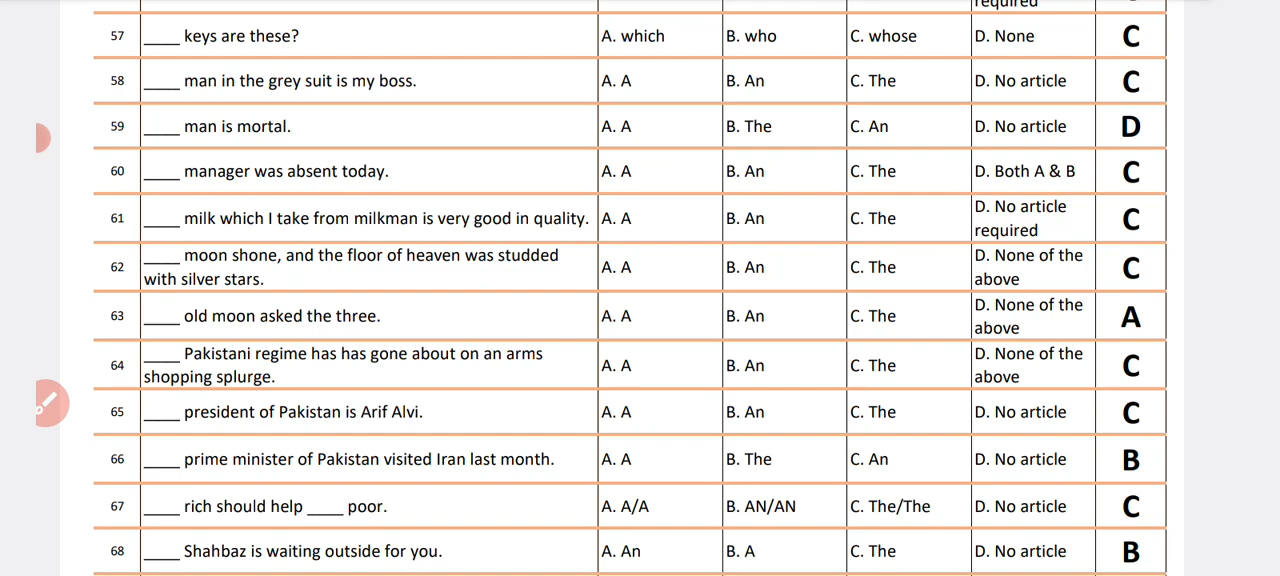 required
57 ____ keys are these? A. which B. who C. whose D. None C
58 ____ man in the grey suit is my boss. A. A B. An C. The D. No article C
59 ____ man is mortal. A. A B. The C. An D. No article D
60 ____ manager was absent today. A. A B. An C. The D. Both A & B C
61 ____ milk which I take from milkman is very good in quality. A. A B. An C. The D. No article
required C
62 ____ moon shone, and the floor of heaven was studded
with silver stars. A. A B. An C. The D. None of the
above C
63 ____ old moon asked the three. A. A B. An C. The D. None of the
above A
64 ____ Pakistani regime has has gone about on an arms
shopping splurge. A. A B. An C. The D. None of the
above C
65 ____ president of Pakistan is Arif Alvi. A. A B. An C. The D. No article C
66 ____ prime minister of Pakistan visited Iran last month. A. A B. The C. An D. No article B
67 ____ rich should help ____ poor. A. A/A B. AN/AN C. The/The D. No article C
68 ____ Shahbaz is waiting outside for you. A. An B. A C. The D. No article B